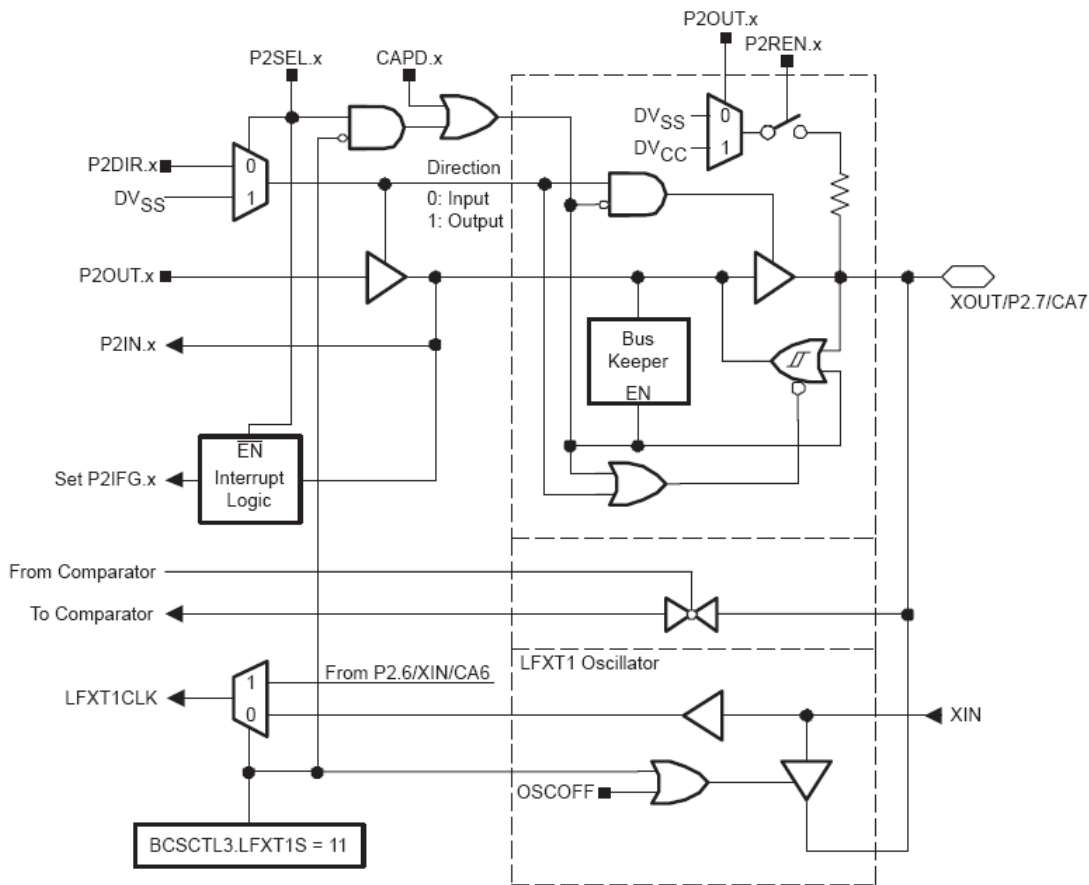 P2OUT.x
P2REN.x
P2SEL.x
CAPD.x
DVSS
0
DVCC
1
P2DIR.x
0
DVSS
1
Direction
0: Input
1: Output
P2OUT.x
XOUT/P2.7/CA7
P2IN.x
Bus
Keeper
EN
EN
Set P2IFG.x
Interrupt
Logic
From Comparator
To Comparator
LFXT1 Oscillator
From P2.6/XIN/CA6
LFXT1CLK
1
0
XIN
OSCOFF
BCSCTL3.LFXT1S = 11